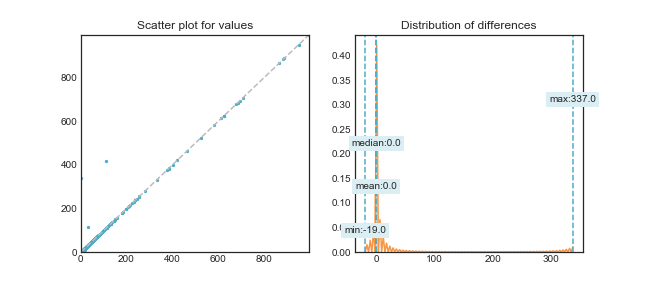 Scatter plot for values
800
600
400
200
0
0 200 400 600 800
Distribution of differences
0.40
0.35
0.30
0.25
0.20
0.15
0.10
0.05
0 100 200 300
max:337.0
median:0.0
mean:0.0
min:-19.0